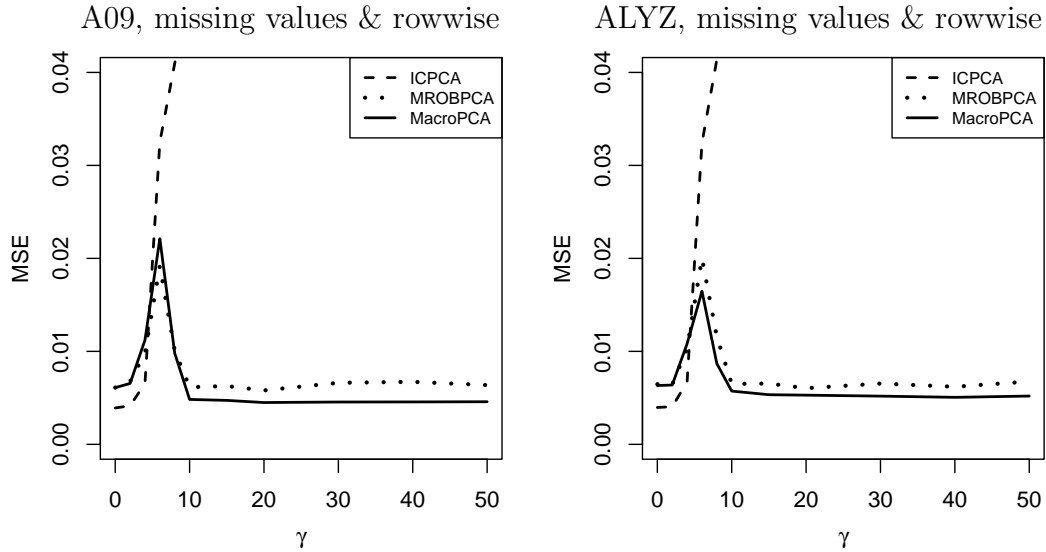 A09, missing values & rowwise
MSE
0.04
0.03
0.02
0.01
0.00
ICPCA
MROBPCA
MacroPCA
0 10 20 30 40 50
γ
ALYZ, missing values & rowwise
MSE
0.04
0.03
0.02
0.01
0.00
ICPCA
MROBPCA
MacroPCA
0 10 20 30 40 50
γ